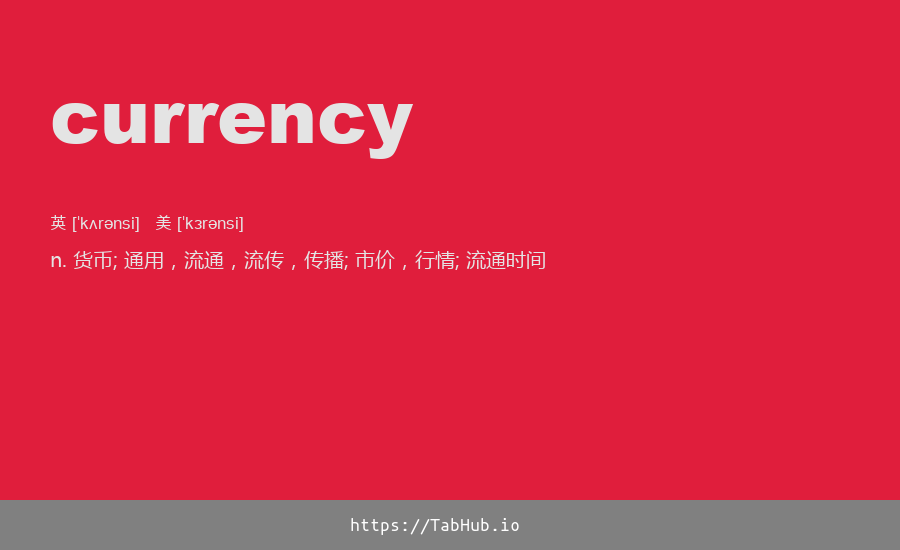 currency
英 [ˈkʌrənsi] 美 [ˈkɜrənsi]
n. 货币; 通用，流通，流传，传播; 市价，行情; 流通时间
https://TabHub.io